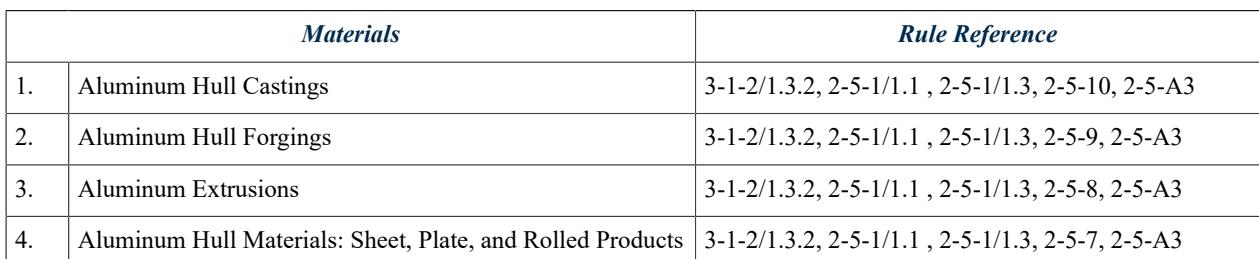 Materials Rule Reference
1. Aluminum Hull Castings 3-1-2/1.3.2, 2-5-1/1.1 , 2-5-1/1.3, 2-5-10, 2-5-A3
2. Aluminum Hull Forgings 3-1-2/1.3.2, 2-5-1/1.1 , 2-5-1/1.3, 2-5-9, 2-5-A3
3. Aluminum Extrusions 3-1-2/1.3.2, 2-5-1/1.1 , 2-5-1/1.3, 2-5-8, 2-5-A3
4. Aluminum Hull Materials: Sheet, Plate, and Rolled Products 3-1-2/1.3.2, 2-5-1/1.1 , 2-5-1/1.3, 2-5-7, 2-5-A3